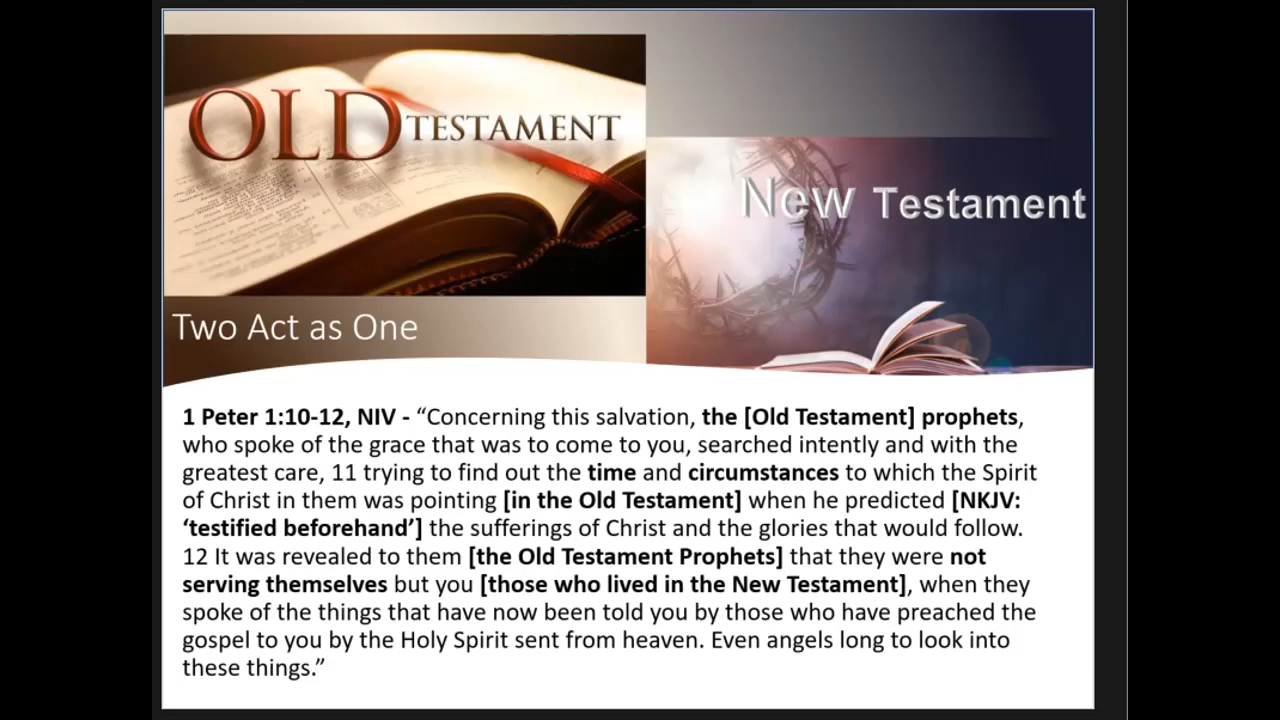 OLD TESTAMENT
New Testament
Two Act as One
1 Peter 1:10-12, NIV - “Concerning this salvation, the [Old Testament] prophets,
who spoke of the grace that was to come to you, searched intently and with the
greatest care, 11 trying to find out the time and circumstances to which the Spirit
of Christ in them was pointing [in the Old Testament] when he predicted [NKJV:
‘testified beforehand’] the sufferings of Christ and the glories that would follow.
12 It was revealed to them [the Old Testament Prophets] that they were not
serving themselves but you [those who lived in the New Testament], when they
spoke of the things that have now been told you by those who have preached the
gospel to you by the Holy Spirit sent from heaven. Even angels long to look into
these things.”